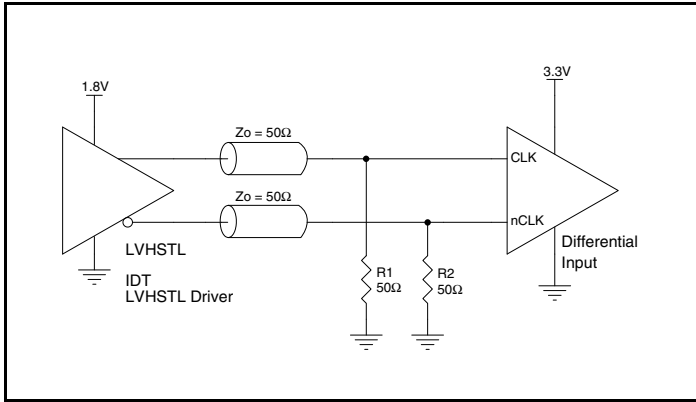 1.8V
3.3V
Zo = 50Ω
CLK
Zo = 50Ω
nCLK
LVHSTL
IDT
LVHSTL Driver
R1
50Ω
R2
50Ω
Differential
Input